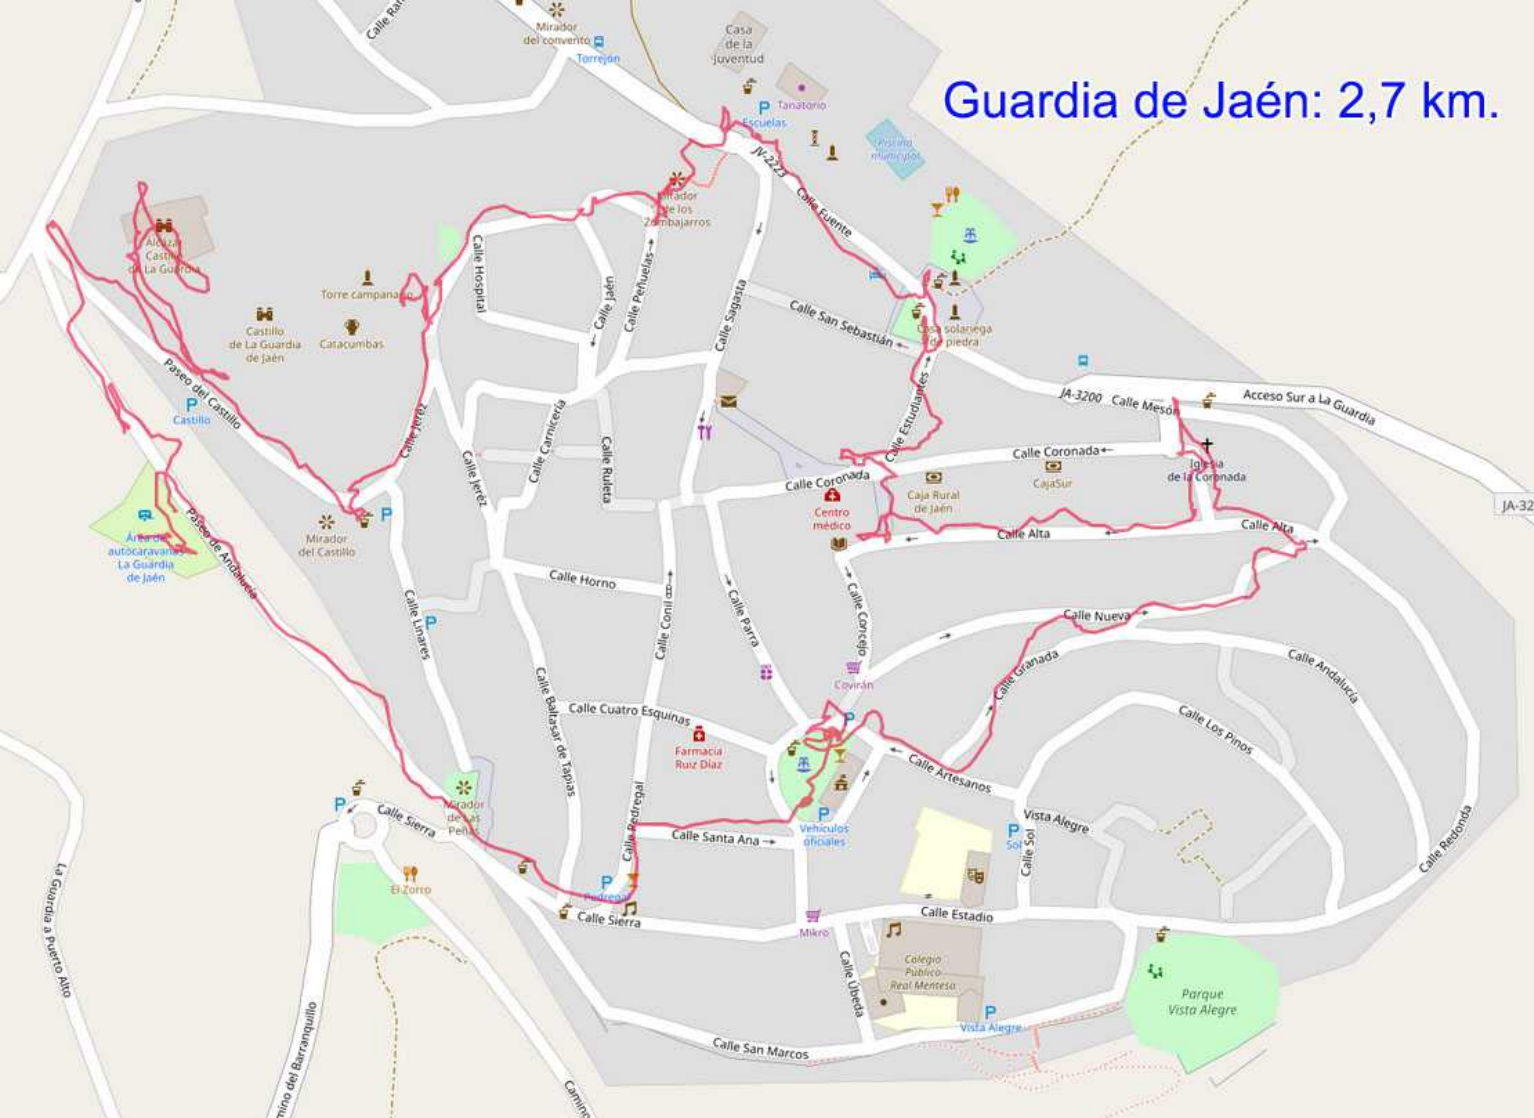 Mirador
del convento
Torrejón
Casa
de la
Juventud
Tanatorio
Escuelas
Guardia de Jaén: 2,7 km.
JV-2223
Piscina
municipal
Mirador
de los
Zumbajarros
Calle Fuente
Alcázar
Castillo
de La Guardia
Torre campanario
Calle Hospital
Calle Jaén
Calle Peñuelas
Calle Sagasta
Calle San Sebastián
Casa solariega
de piedra
Castillo
de La Guardia
de Jaén
Catacumbas
Paseo del Castillo
Castillo
Calle Jerez
Calle Carnicería
Calle Ruleta
Calle Jerez
Calle Estudiantes
JA-3200
Calle Mesón
Acceso Sur a La Guardia
Calle Coronada
Calle Coronada
Iglesia
de la Coronada
CajaSur
Caja Rural
de Jaén
Centro
médico
JA-32
Mirador
del Castillo
Área de
autocaravanas
La Guardia
de Jaén
Paseo de Andalucía
Calle Alta
Calle Alta
Calle Horno
Calle Linares
Calle Conil
Calle Parra
Calle Concejo
Calle Nueva
Calle Granada
Calle Andalucía
Covirán
Calle Baltasar de Tapias
Calle Cuatro Esquinas
Calle Los Pinos
Farmacia
Ruiz Díaz
Calle Artesanos
Mirador
de Las
Peñas
Calle Sierra
Calle Pedregal
Calle Santa Ana
Vehículos
oficiales
Vista Alegre
Sol
Calle Sol
Calle Redonda
El Zorro
Pedregal
Calle Sierra
Mikro
Calle Estadio
La Guardia a Puerto Alto
Colegio
Público
Real Mentesa
Calle Úbeda
Parque
Vista Alegre
Vista Alegre
Calle San Marcos
Camino